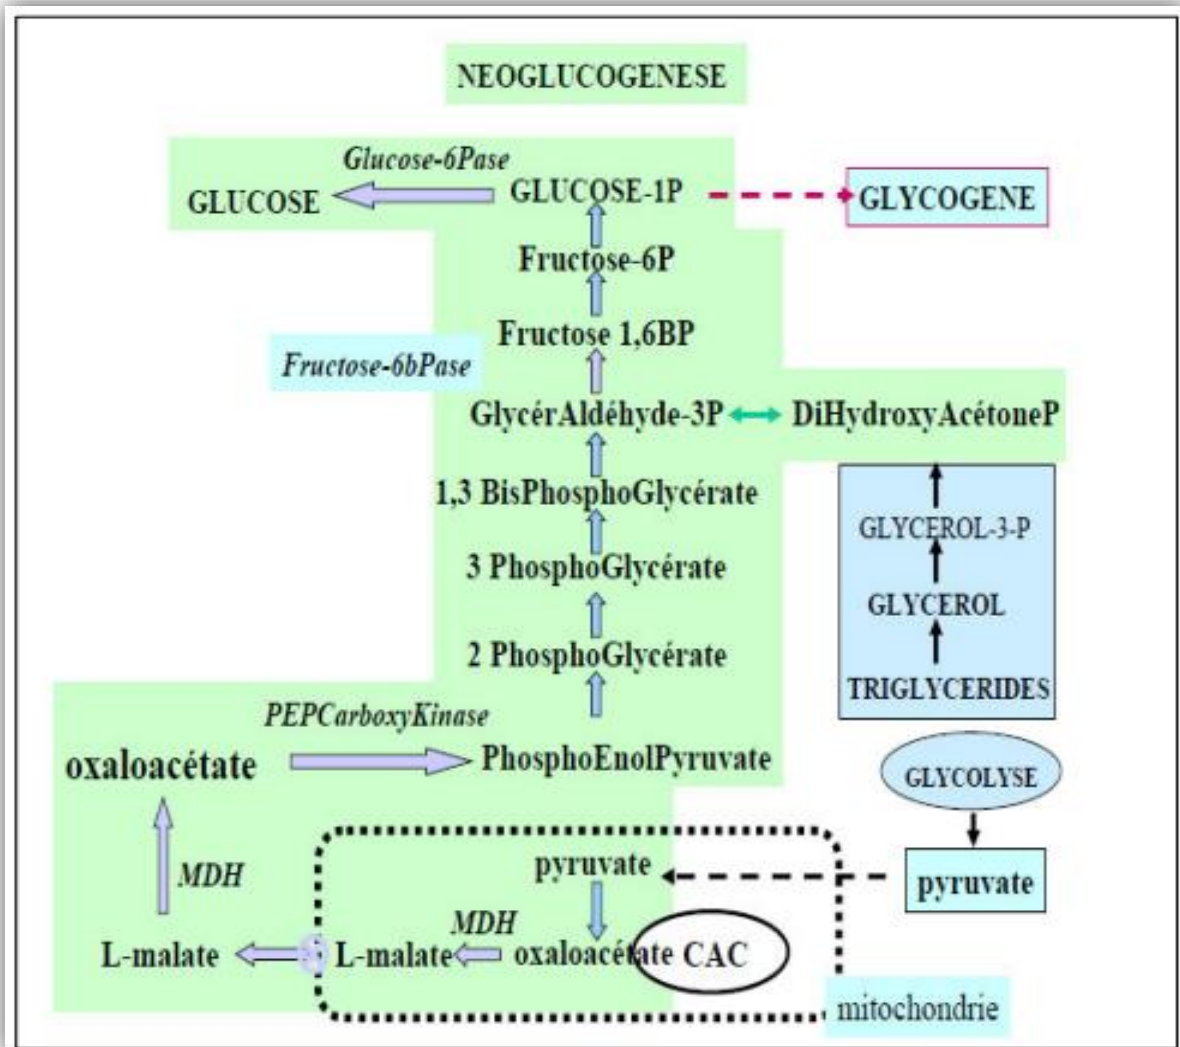 NEOGLUCOGENESE
Glucose-6Pase
GLUCOSE
GLUCOSE-1P
GLYCOGENE
Fructose-6P
Fructose 1,6BP
Fructose-6bPase
GlycérAldéhyde-3P
DiHydroxyAcétoneP
1,3 BisPhosphoGlycérate
GLYCEROL-3-P
3 PhosphoGlycérate
GLYCEROL
2 PhosphoGlycérate
TRIGLYCERIDES
PEPCarboxyKinase
oxaloacétate
PhosphoEnolPyruvate
GLYCOLYSE
pyruvate
pyruvate
MDH
MDH
L-malate
L-malate
oxaloacétate
CAC
mitochondrie